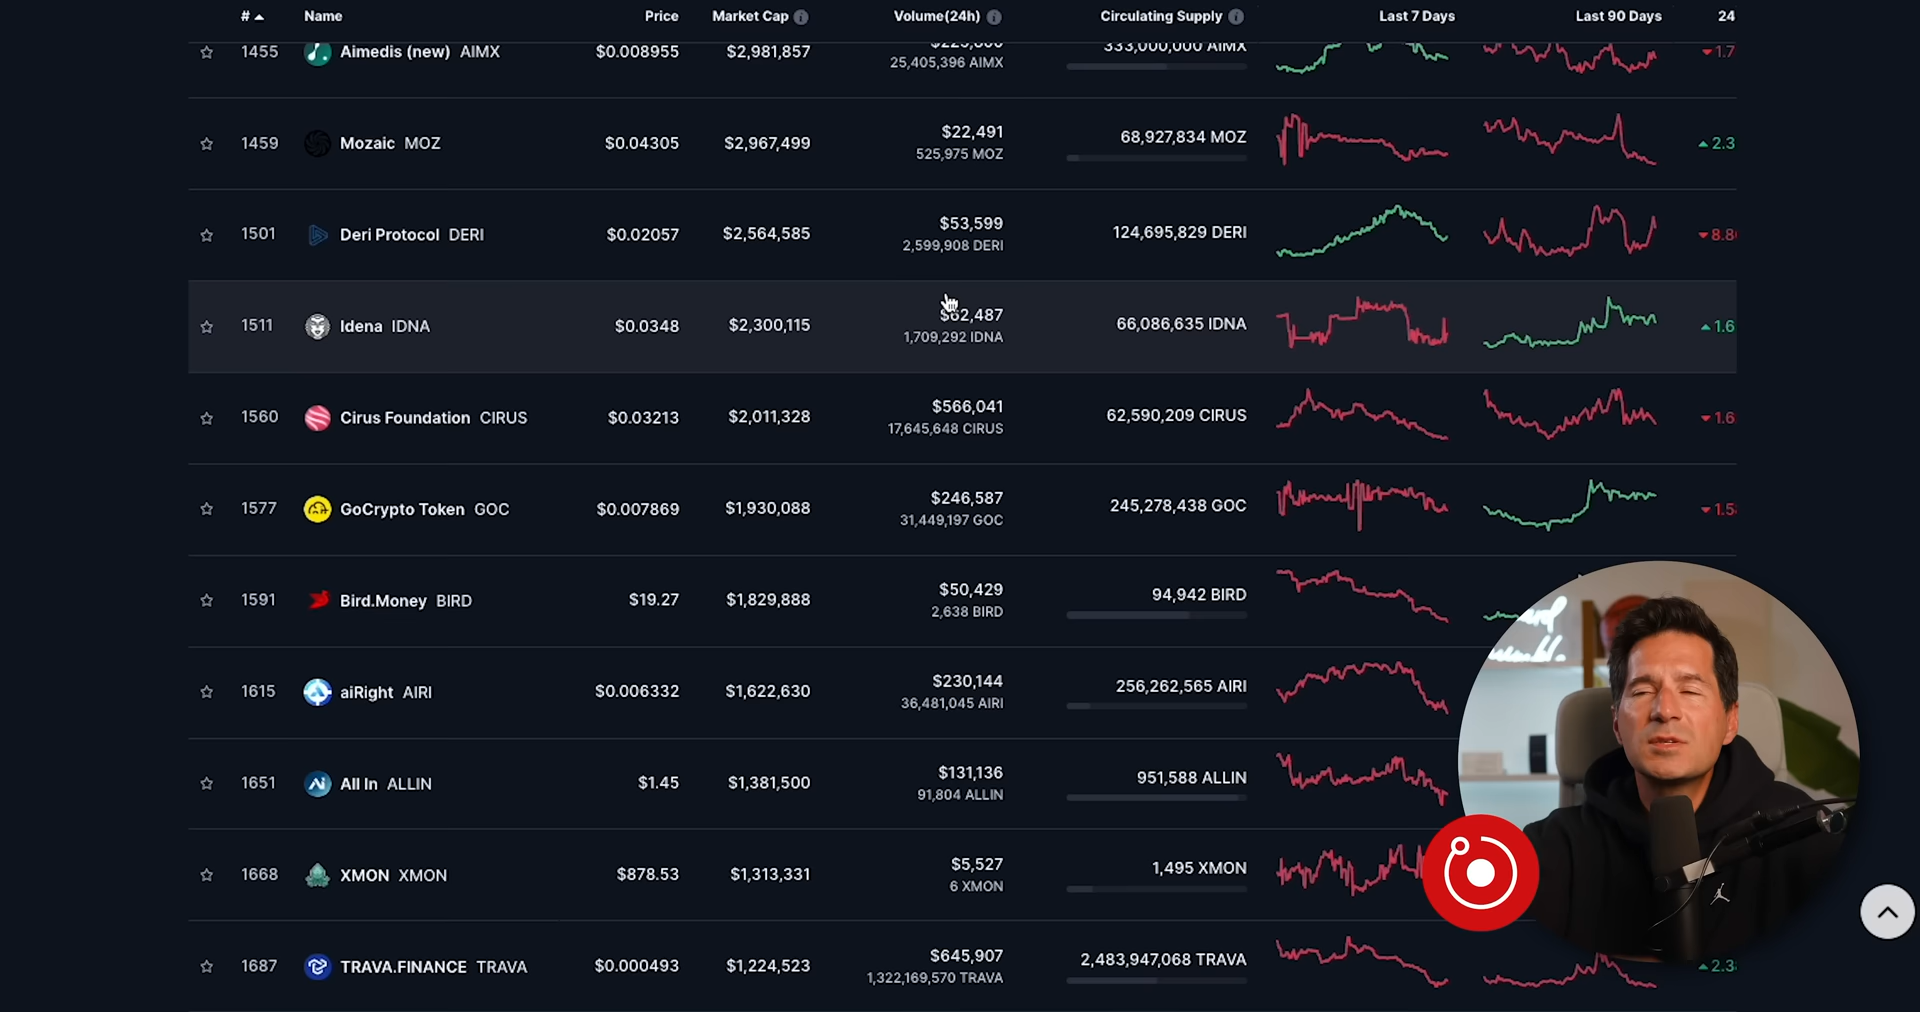 # Name Price Market Cap Volume(24h) Circulating Supply Last 7 Days Last 90 Days 24
1455 Aimedis (new) AIMX $0.008955 $2,981,857 333,000,000 AIMX 1.7
25,405,396 AIMX
1459 Mozaic MOZ $0.04305 $2,967,499 $22,491 68,927,834 MOZ 2.3
525,975 MOZ
1501 Deri Protocol DERI $0.02057 $2,564,585 $53,599 124,695,829 DERI 8.8
2,599,908 DERI
1511 Idena IDNA $0.0348 $2,300,115 $62,487 66,086,635 IDNA 1.6
1,709,292 IDNA
1560 Cirus Foundation CIRUS $0.03213 $2,011,328 $566,041 62,590,209 CIRUS 1.6
17,645,648 CIRUS
1577 GoCrypto Token GOC $0.007869 $1,930,088 $246,587 245,278,438 GOC 1.5
31,449,197 GOC
1591 Bird.Money BIRD $19.27 $1,829,888 $50,429 94,942 BIRD
2,638 BIRD
1615 aiRight AIRI $0.006332 $1,622,630 $230,144 256,262,565 AIRI
36,481,045 AIRI
1651 All In ALLIN $1.45 $1,381,500 $131,136 951,588 ALLIN
91,804 ALLIN
1668 XMON XMON $878.53 $1,313,331 $5,527 1,495 XMON
6 XMON
1687 TRAVA.FINANCE TRAVA $0.000493 $1,224,523 $645,907 2,483,947,068 TRAVA 2.3
1,322,169,570 TRAVA